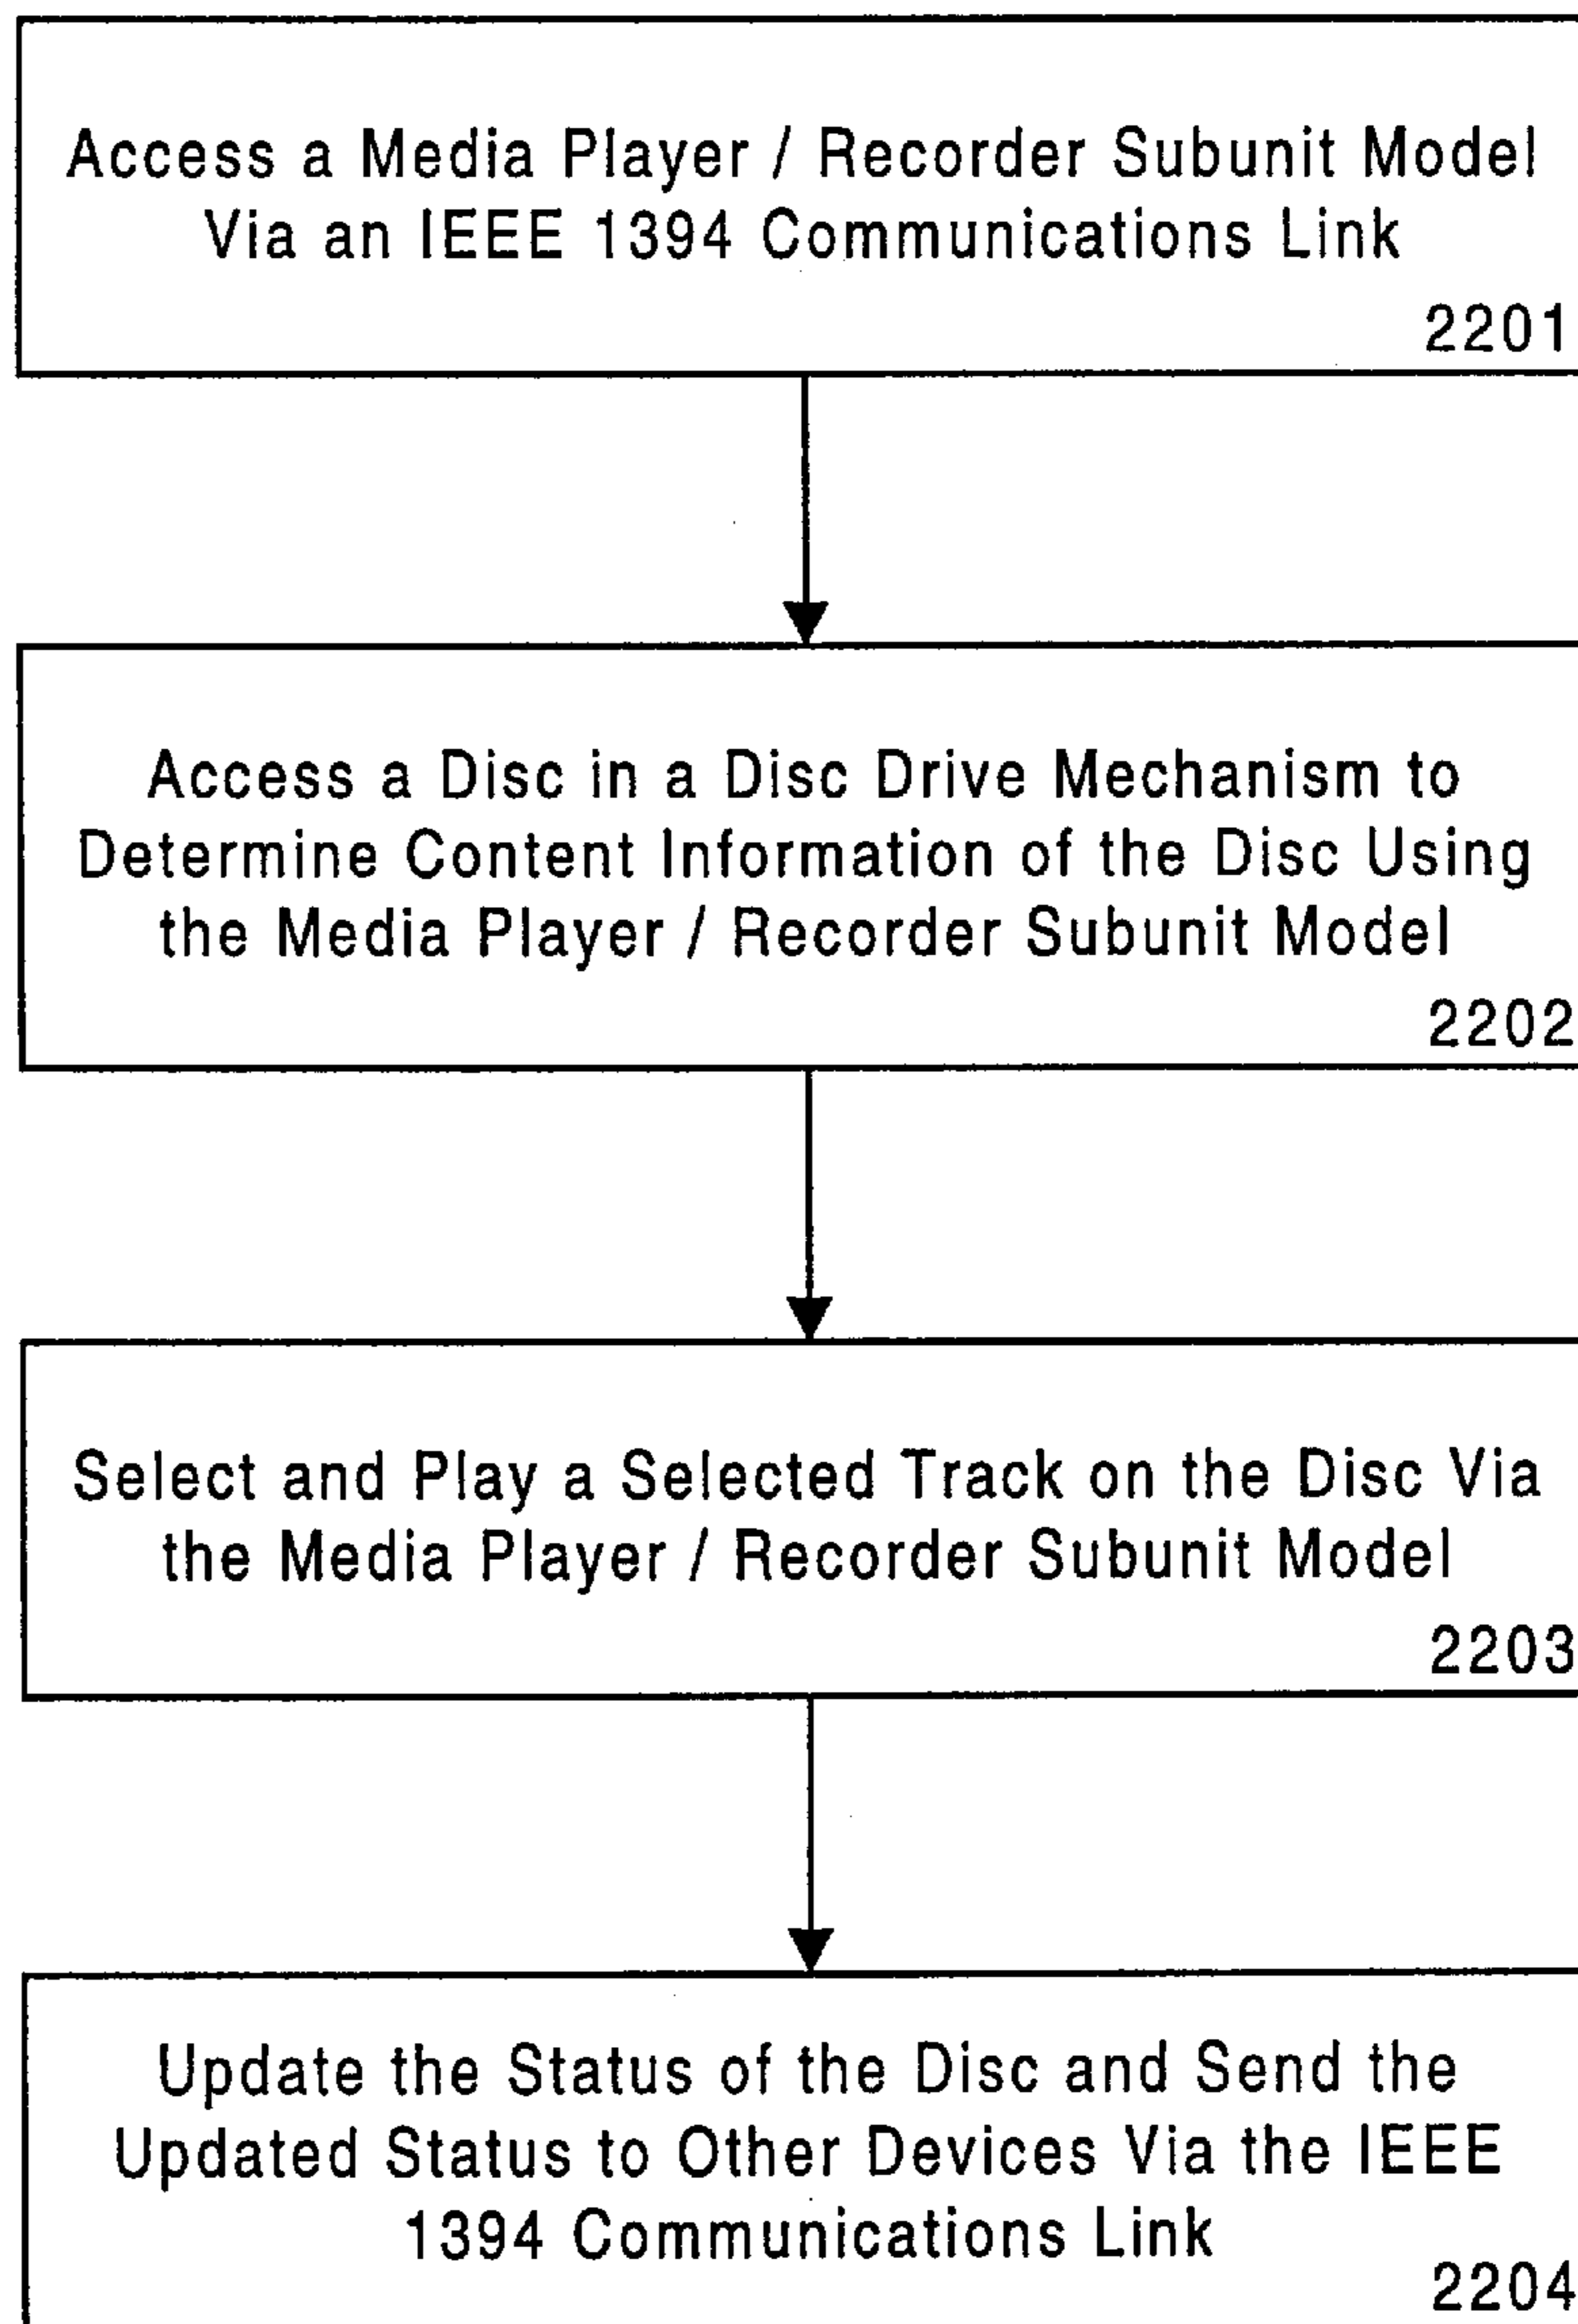 Access a Media Player / Recorder Subunit Model
Via an IEEE 1394 Communications Link
2201
Access a Disc in a Disc Drive Mechanism to
Determine Content Information of the Disc Using
the Media Player / Recorder Subunit Model
2202
Select and Play a Selected Track on the Disc Via
the Media Player / Recorder Subunit Model
2203
Update the Status of the Disc and Send the
Updated Status to Other Devices Via the IEEE
1394 Communications Link
2204